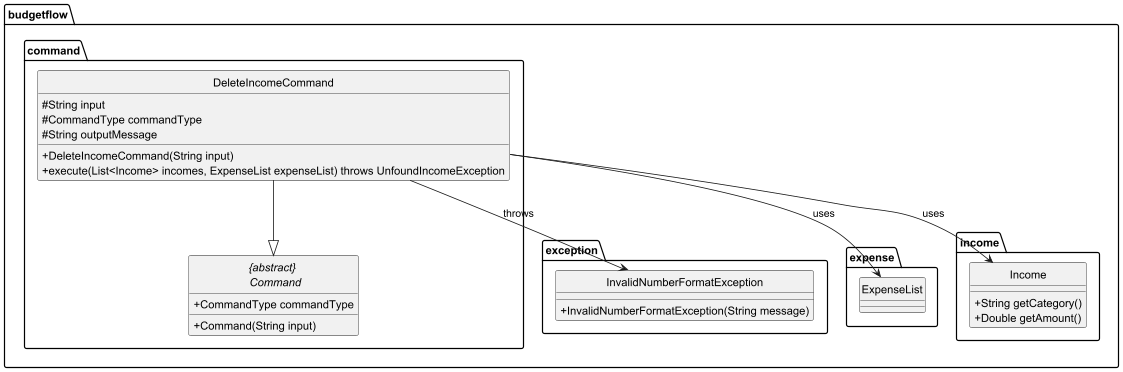 budgetflow
command
DeleteIncomeCommand
#String input
#CommandType commandType
#String outputMessage
+DeleteIncomeCommand(String input)
+execute(List<Income> incomes, ExpenseList expenseList) throws UnfoundIncomeException
throws
uses
uses
{abstract}
Command
+CommandType commandType
+Command(String input)
exception
InvalidNumberFormatException
+InvalidNumberFormatException(String message)
expense
ExpenseList
income
Income
+String getCategory()
+Double getAmount()